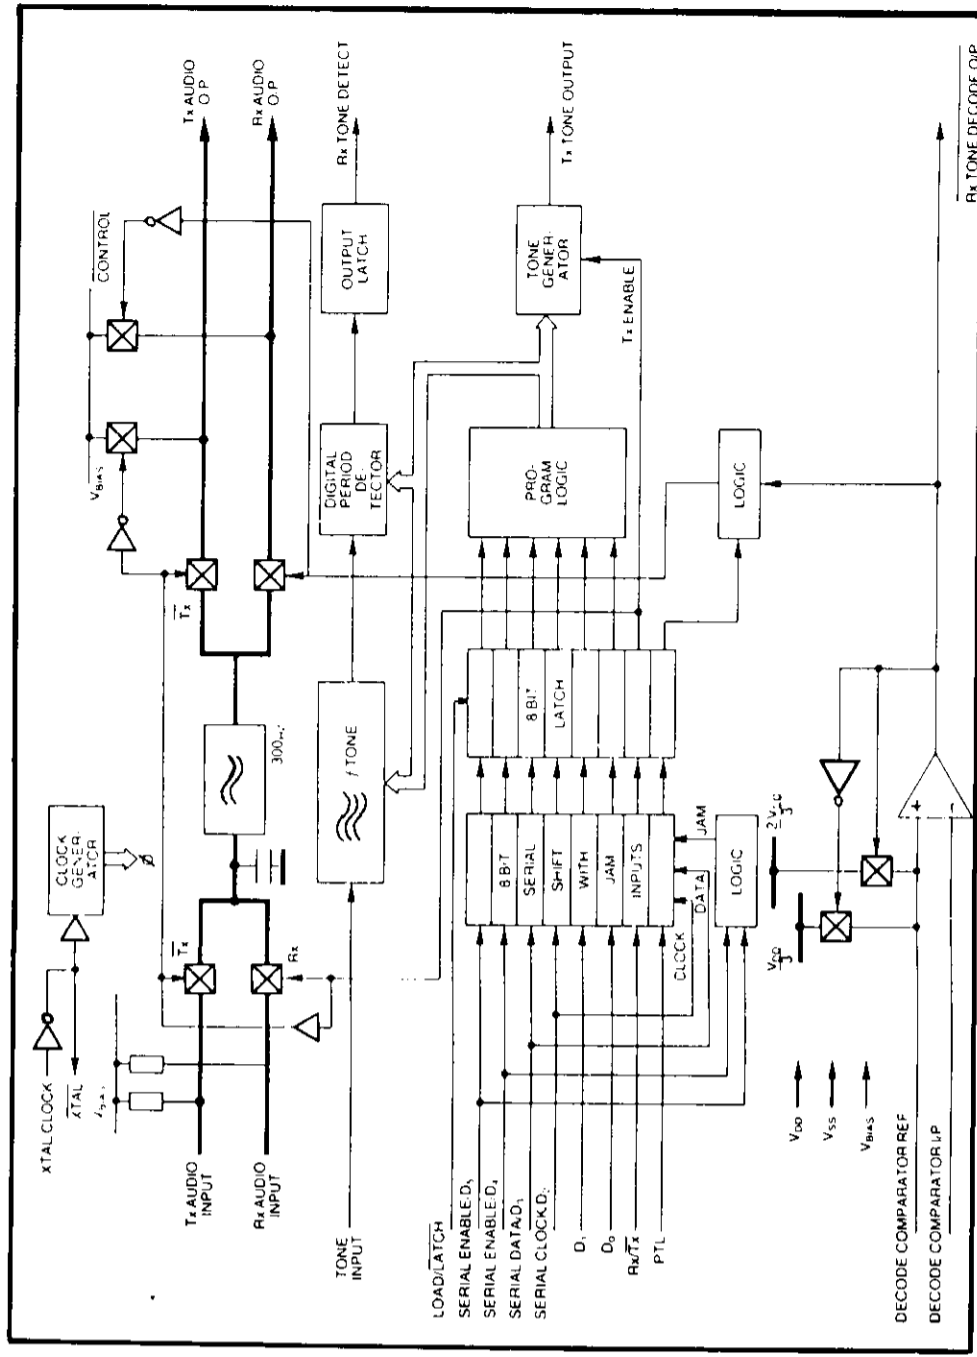 XTAL CLOCK
XTAL
CLOCK
GENER-
ATOR
ø
Tx AUDIO
INPUT
Rx AUDIO
INPUT
Tx
Rx
300Hz
Tx
VBIAS
CONTROL
Tx AUDIO
O P
Rx AUDIO
O.P
TONE
INPUT
f TONE
DIGITAL
PERIOD
DE-
TECTOR
OUTPUT
LATCH
Rx TONE DETECT
LOAD/LATCH
SERIAL ENABLE/D5
SERIAL ENABLE/D4
SERIAL DATA/D3
SERIAL CLOCK/D2
D1
D0
Rx/Tx
PTL
8 BIT
SERIAL
SHIFT
WITH
JAM
INPUTS
8 BIT
LATCH
PRO-
GRAM
LOGIC
TONE
GENER-
ATOR
Tx TONE OUTPUT
Tx ENABLE
CLOCK
DATA
JAM
LOGIC
LOGIC
VDD
3
VDD
VSS
VBIAS
DECODE COMPARATOR REF
DECODE COMPARATOR I/P
+
−
Rx TONE DECODE O/P